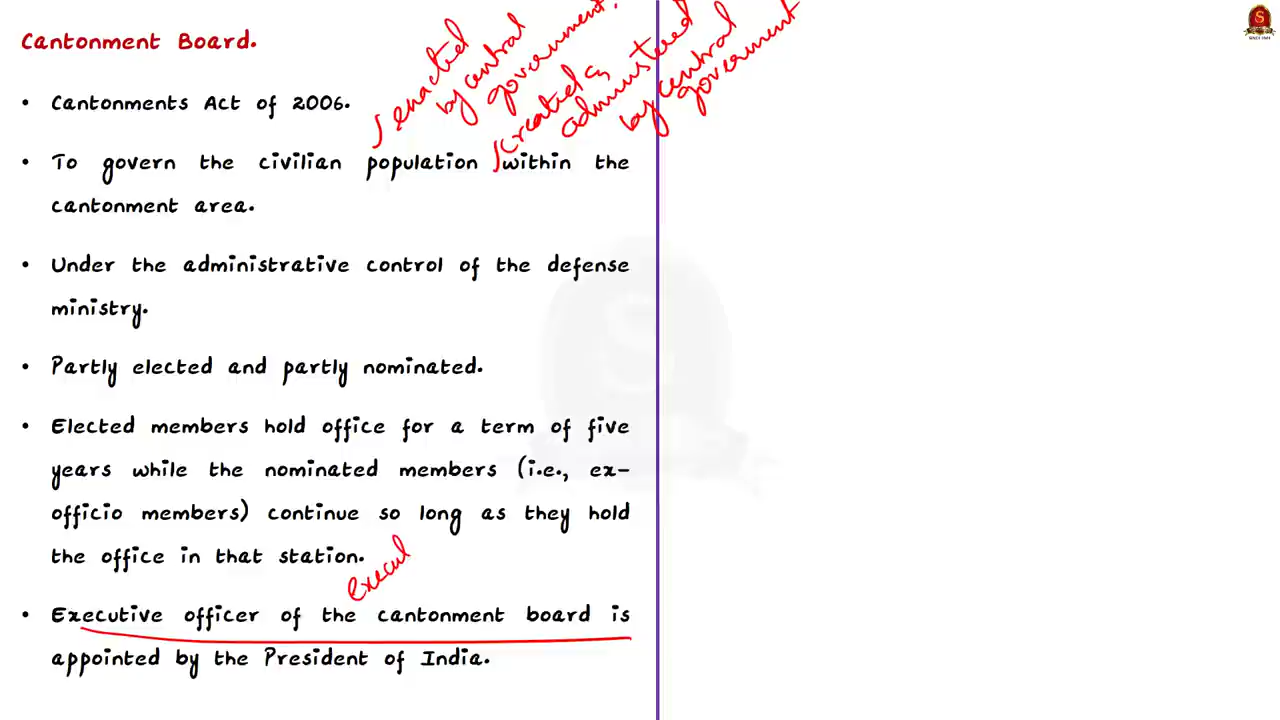 Cantonment Board.
enacted
by central
government.
created &
administered
by central
government
• Cantonments Act of 2006.
• To govern the civilian population within the
cantonment area.
• Under the administrative control of the defense
ministry.
• Partly elected and partly nominated.
• Elected members hold office for a term of five
years while the nominated members (i.e., ex-
officio members) continue so long as they hold
the office in that station.
execut
• Executive officer of the cantonment board is
appointed by the President of India.
S